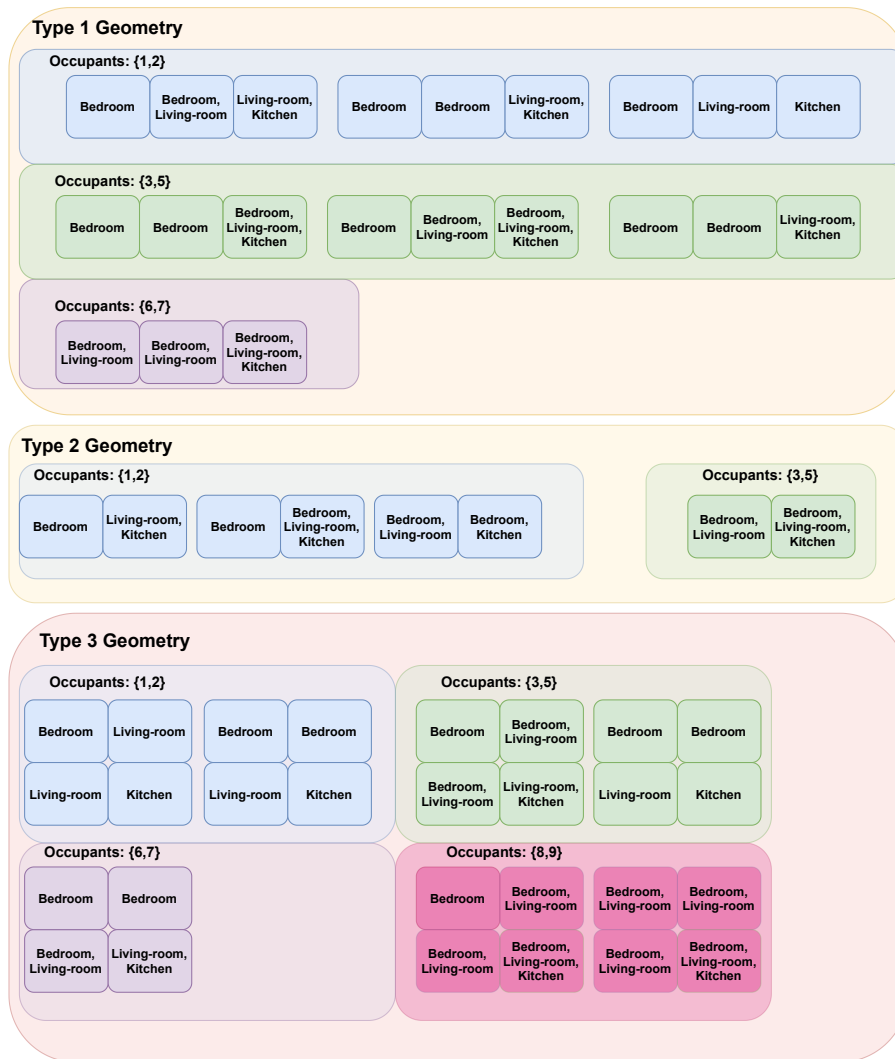 Type 1 Geometry
Occupants: {1,2}
Bedroom
Bedroom,
Living-room
Living-room,
Kitchen
Bedroom
Bedroom
Living-room,
Kitchen
Bedroom
Living-room
Kitchen
Occupants: {3,5}
Bedroom
Bedroom
Bedroom,
Living-room,
Kitchen
Bedroom
Bedroom,
Living-room
Bedroom,
Living-room,
Kitchen
Bedroom
Bedroom
Living-room,
Kitchen
Occupants: {6,7}
Bedroom,
Living-room
Bedroom,
Living-room
Bedroom,
Living-room,
Kitchen
Type 2 Geometry
Occupants: {1,2}
Bedroom
Living-room,
Kitchen
Bedroom
Bedroom,
Living-room,
Kitchen
Bedroom,
Living-room
Bedroom,
Kitchen
Occupants: {3,5}
Bedroom,
Living-room
Bedroom,
Living-room,
Kitchen
Type 3 Geometry
Occupants: {1,2}
Bedroom
Living-room
Living-room
Kitchen
Bedroom
Bedroom
Living-room
Kitchen
Occupants: {3,5}
Bedroom
Bedroom,
Living-room
Bedroom,
Living-room
Living-room,
Kitchen
Bedroom
Bedroom
Living-room
Kitchen
Occupants: {6,7}
Bedroom
Bedroom
Bedroom,
Living-room
Living-room,
Kitchen
Occupants: {8,9}
Bedroom
Bedroom,
Living-room
Bedroom,
Living-room
Bedroom,
Living-room,
Kitchen
Bedroom,
Living-room
Bedroom,
Living-room
Bedroom,
Living-room
Bedroom,
Living-room,
Kitchen